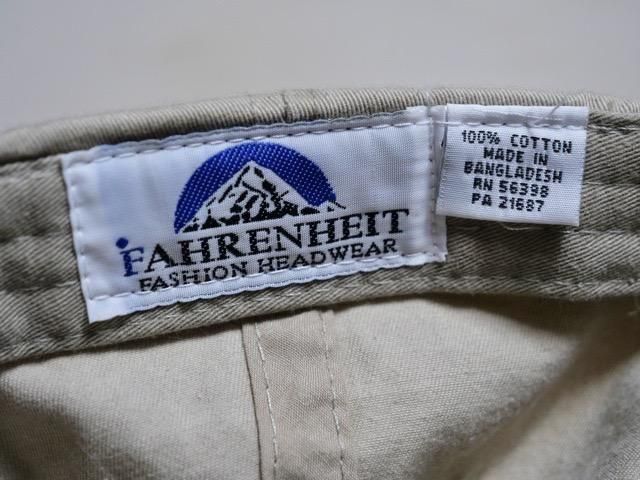 °FAHRENHEIT
FASHION HEADWEAR
100% COTTON
MADE IN
BANGLADESH
RN 56398
PA 21687